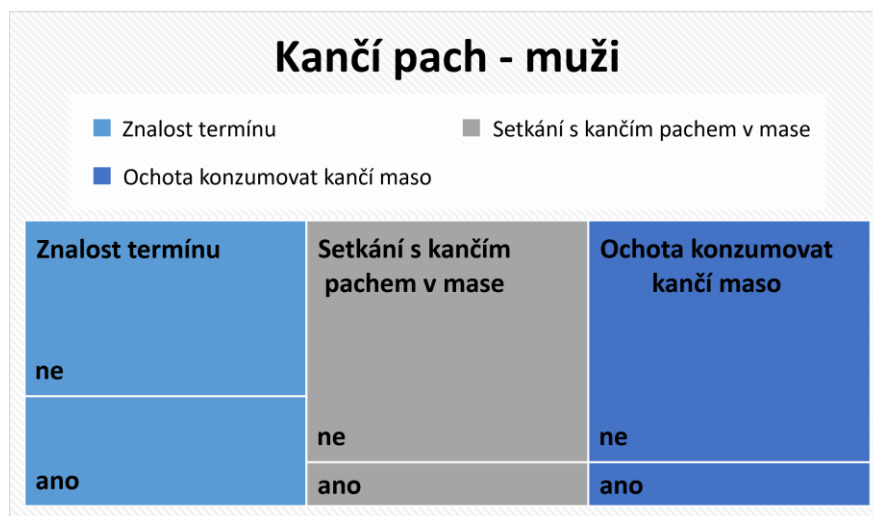 Kančí pach - muži
Znalost termínu
Setkání s kančím pachem v mase
Ochota konzumovat kančí maso
Znalost termínu
ne
ano
Setkání s kančím
pachem v mase
ne
ano
Ochota konzumovat
kančí maso
ne
ano